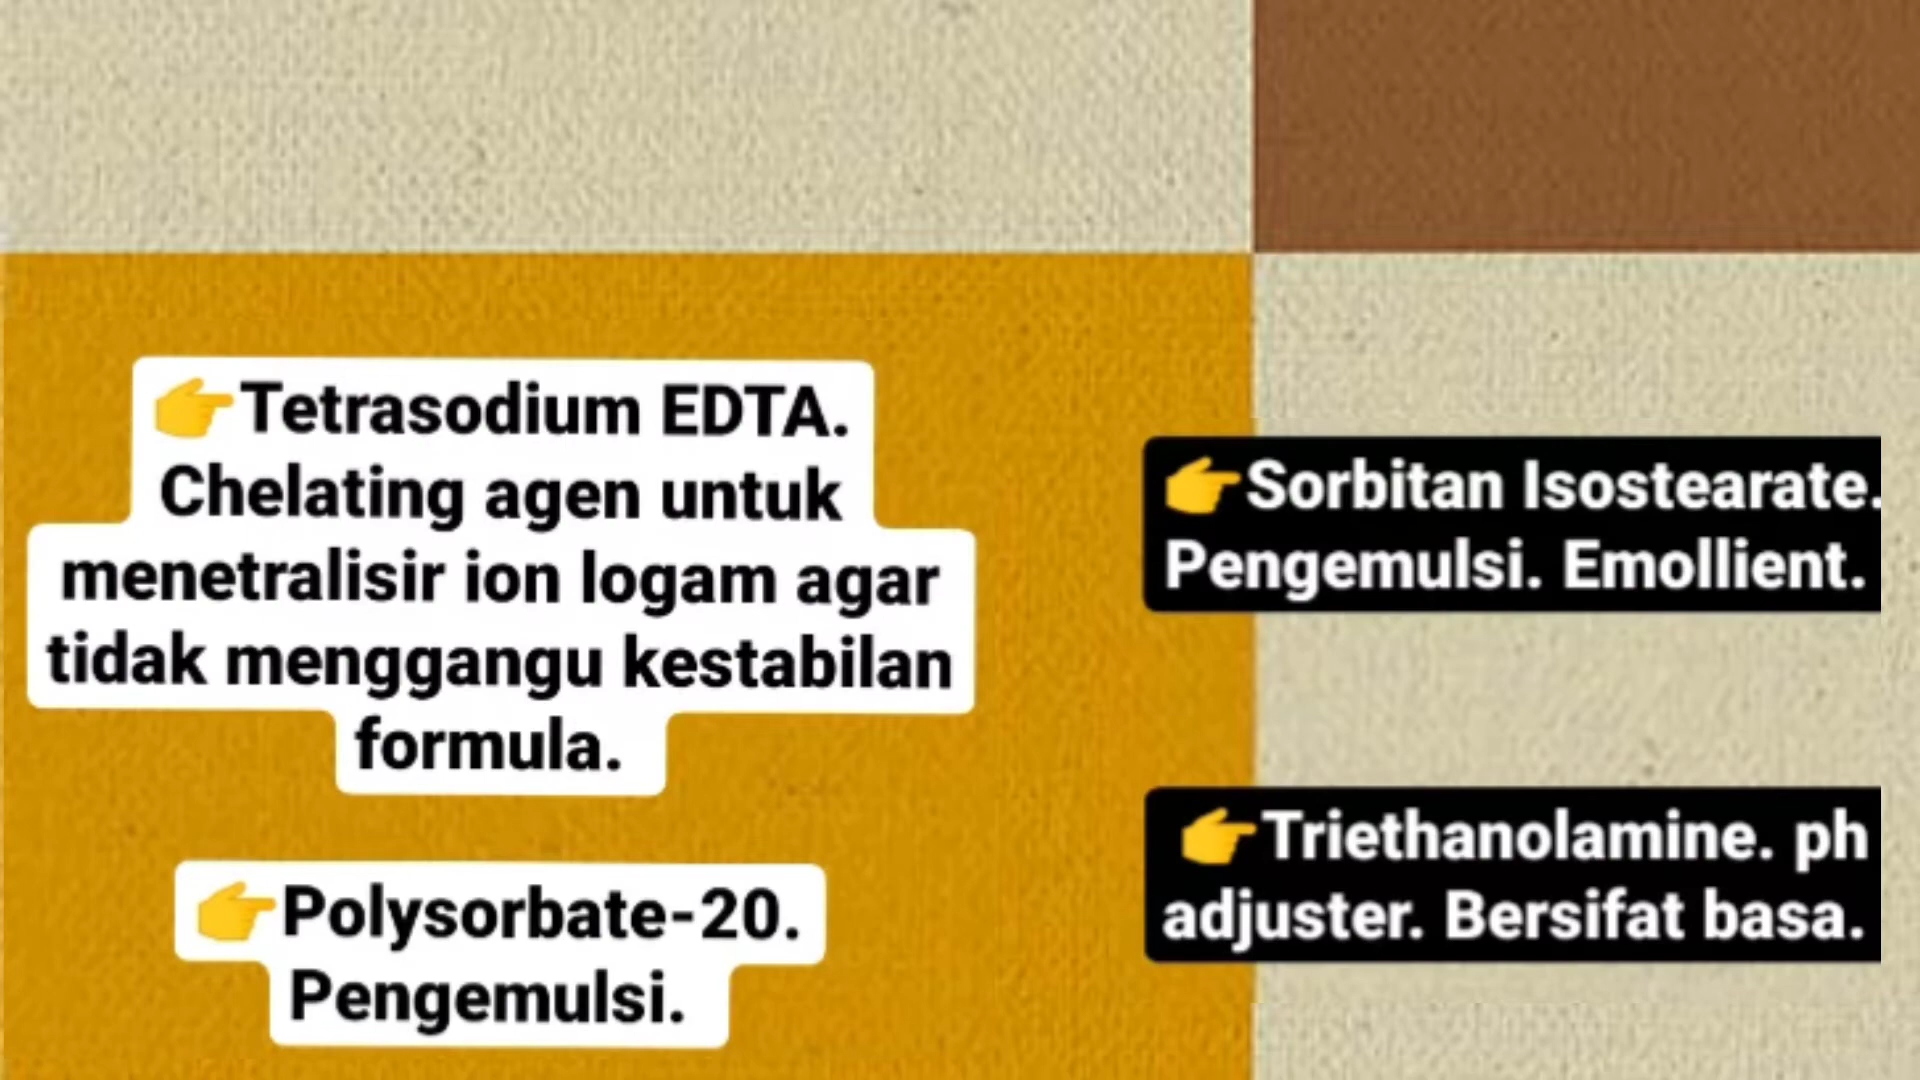 👉Tetrasodium EDTA.
Chelating agen untuk
menetralisir ion logam agar
tidak menggangu kestabilan
formula.
👉Polysorbate-20.
Pengemulsi.
👉Sorbitan Isostearate.
Pengemulsi. Emollient.
👉Triethanolamine. ph
adjuster. Bersifat basa.